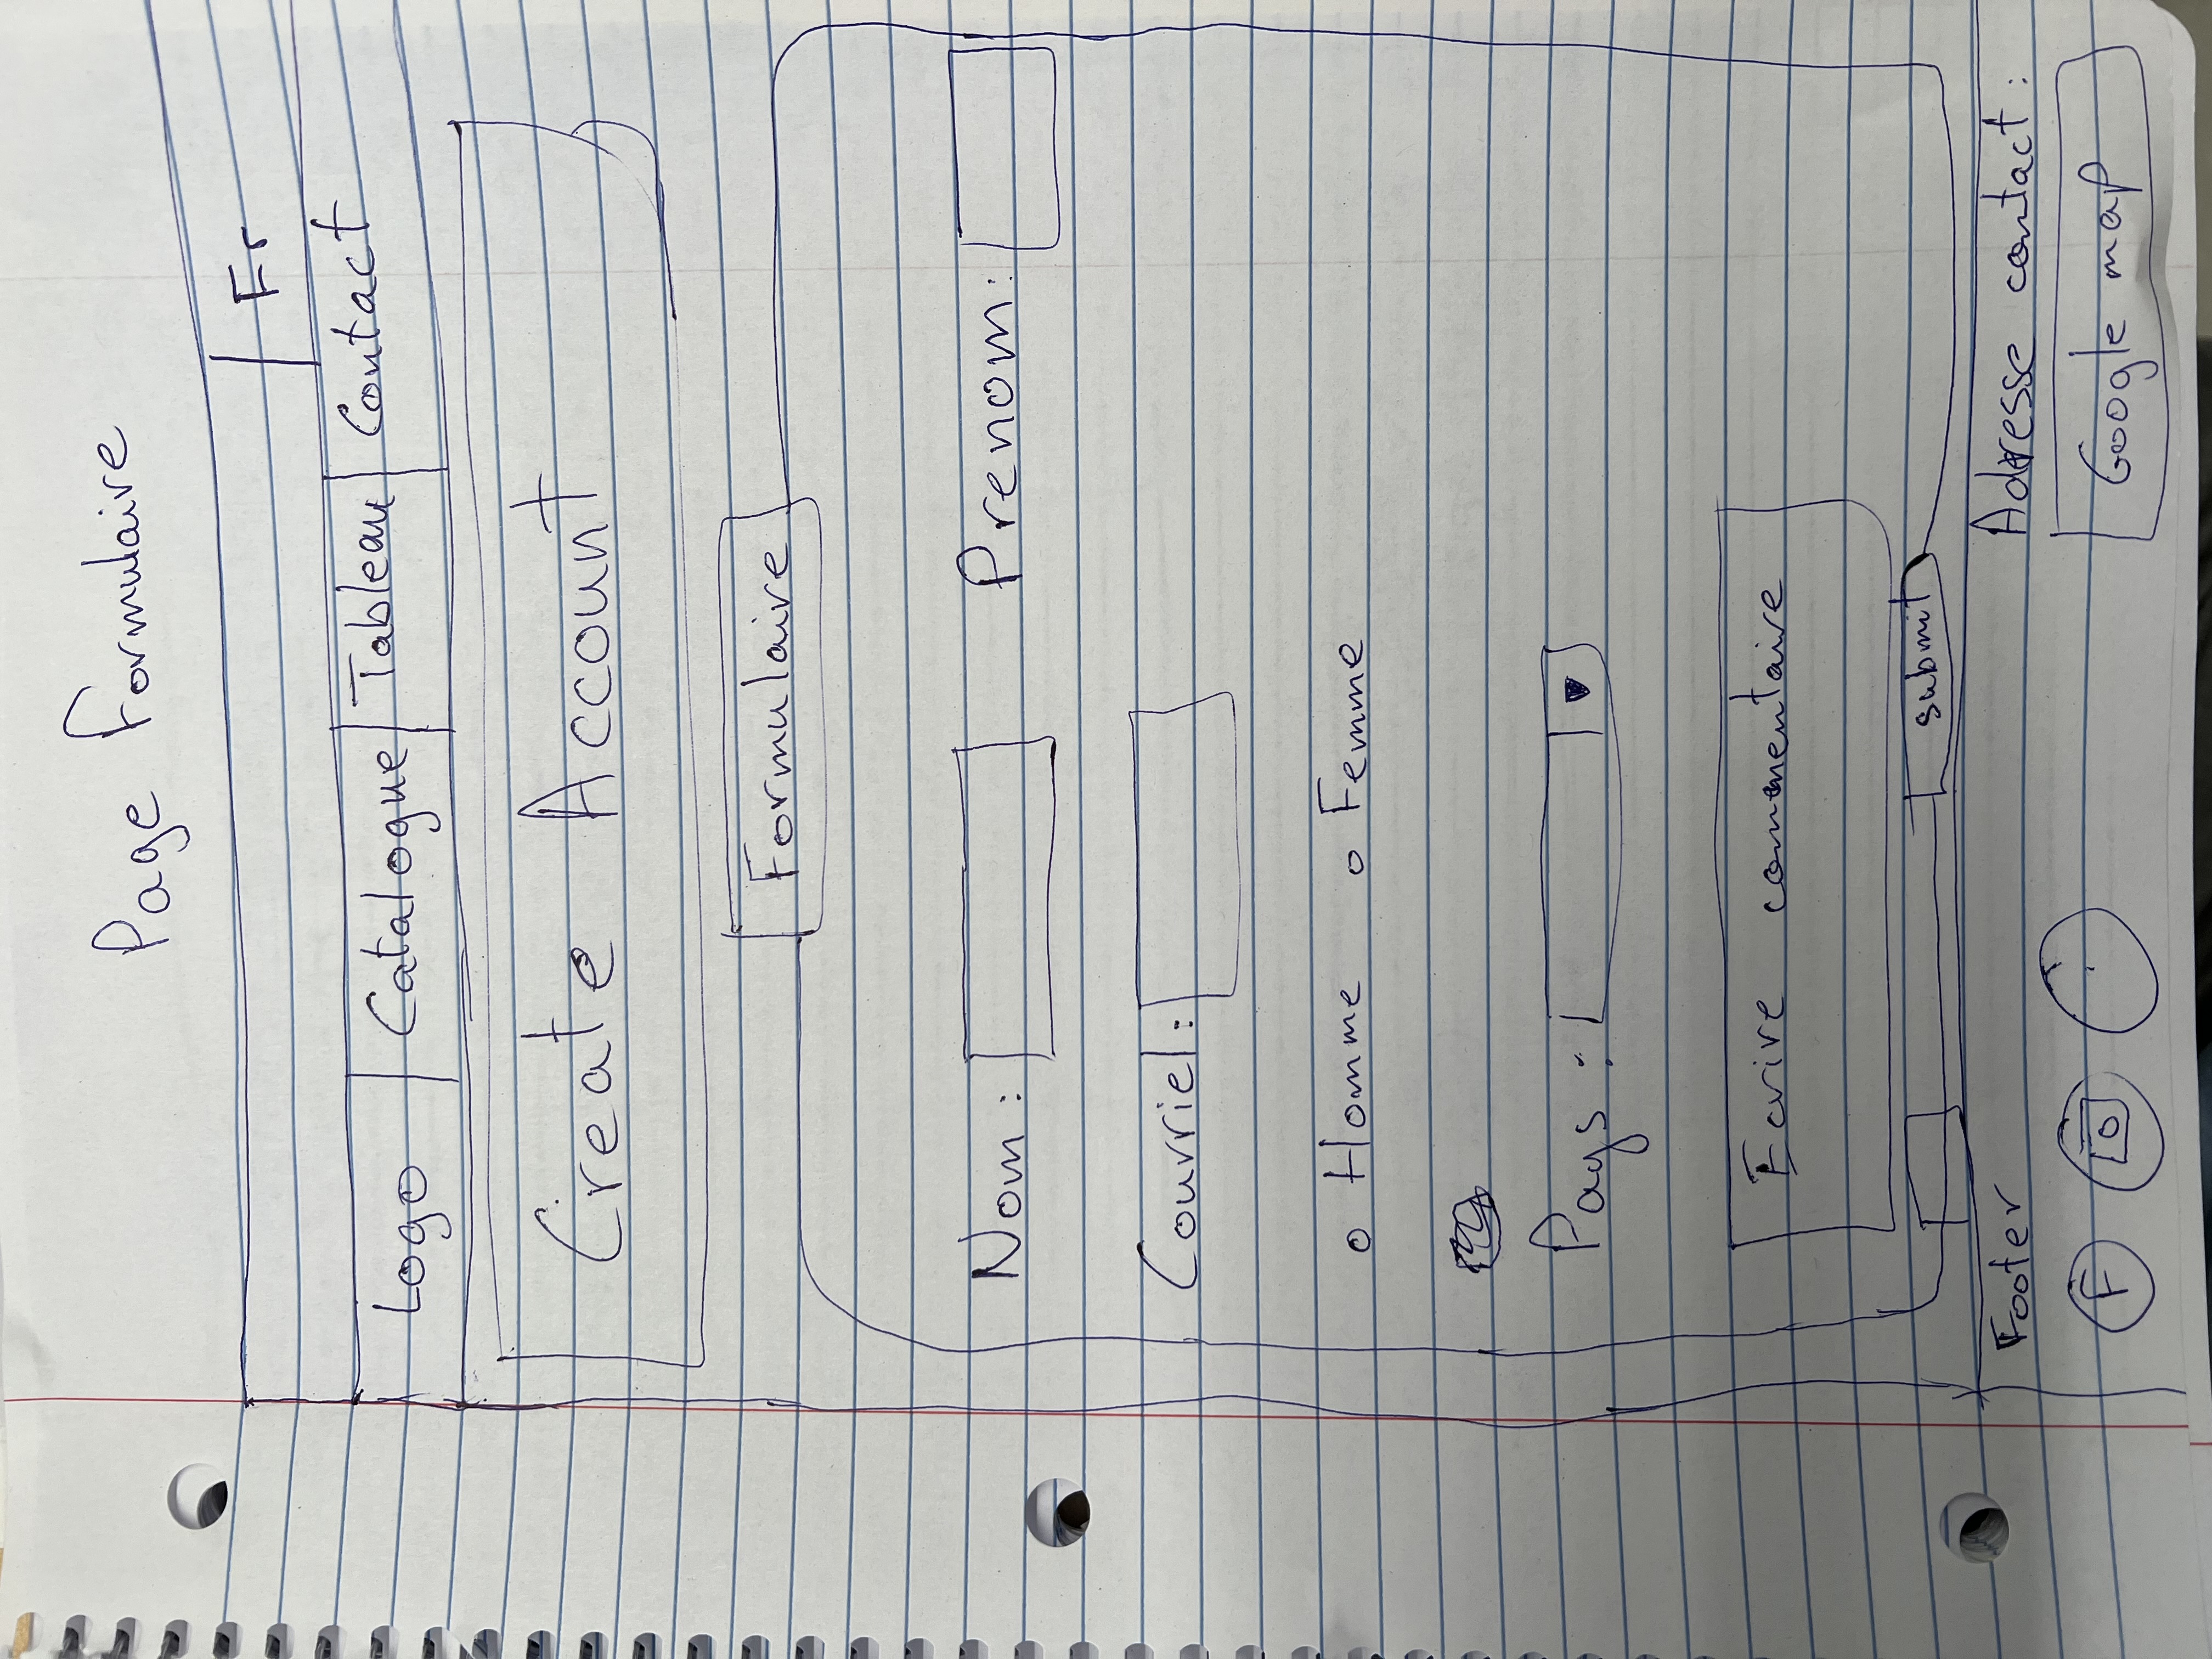 Page Formulaire
Fr
Logo Catalogue Tableau Contact
Create Account
Formulaire
Nom : Prenom:
Courriel:
o Homme o Femme
Pays :
Ecrire commentaire
submit
Footer Adresse contact :
F Google map